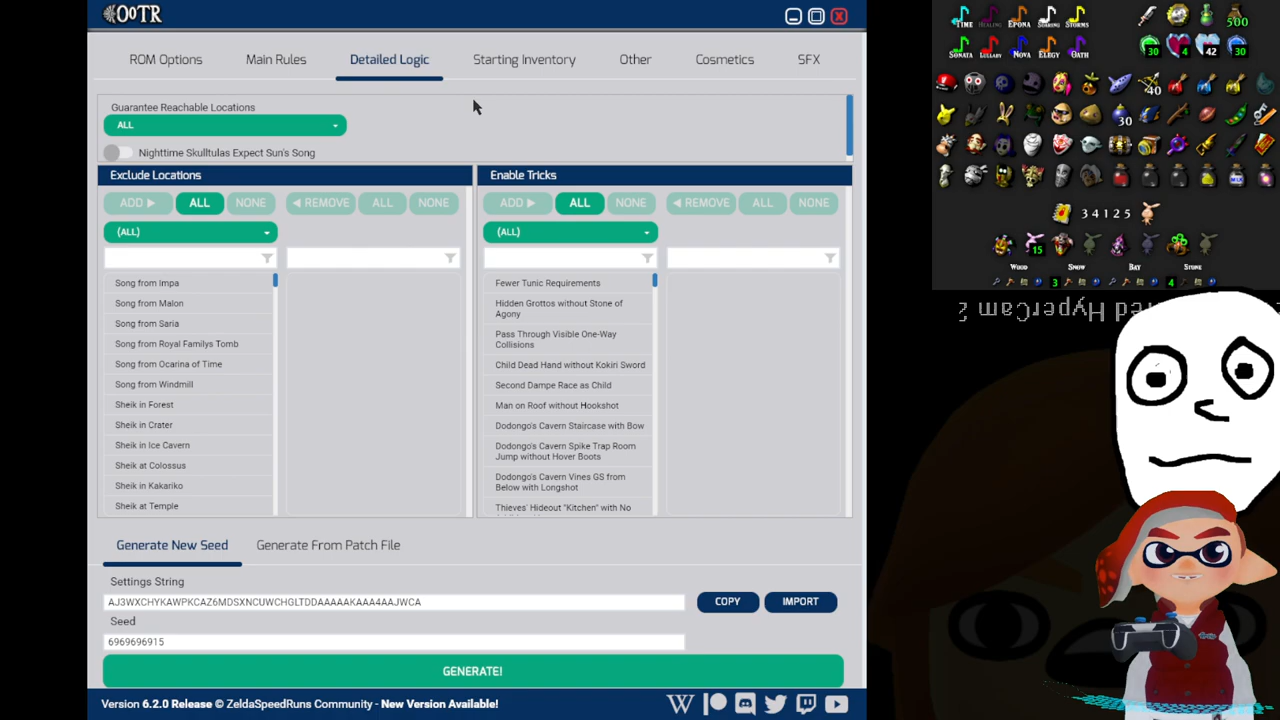 OoTR
ROM Options Main Rules Detailed Logic Starting Inventory Other Cosmetics SFX
Guarantee Reachable Locations
ALL
Nighttime Skulltulas Expect Sun's Song
Exclude Locations
ADD ALL NONE REMOVE ALL NONE
(ALL)
Song from Impa
Song from Malon
Song from Saria
Song from Royal Familys Tomb
Song from Ocarina of Time
Song from Windmill
Sheik in Forest
Sheik in Crater
Sheik in Ice Cavern
Sheik at Colossus
Sheik in Kakariko
Sheik at Temple
Enable Tricks
ADD ALL NONE REMOVE ALL NONE
(ALL)
Fewer Tunic Requirements
Hidden Grottos without Stone of
Agony
Pass Through Visible One-Way
Collisions
Child Dead Hand without Kokiri Sword
Second Dampe Race as Child
Man on Roof without Hookshot
Dodongo's Cavern Staircase with Bow
Dodongo's Cavern Spike Trap Room
Jump without Hover Boots
Dodongo's Cavern Vines GS from
Below with Longshot
Thieves' Hideout "Kitchen" with No
Generate New Seed Generate From Patch File
Settings String
AJ3WXCHYKAWPKCAZ6MDSXNCUWCHGLTDDAAAAAKAAA4AAJWCA
COPY IMPORT
Seed
6969696915
GENERATE!
Version 6.2.0 Release © ZeldaSpeedRuns Community - New Version Available!
TIME HEALING EPONA SOARING STORMS
500
SONATA LULLABY NOVA ELEGY OATH
30 4 42 30
40
30
MILK
34125
15
WOOD SNOW BAY STONE
3 4
red HyperCam 2